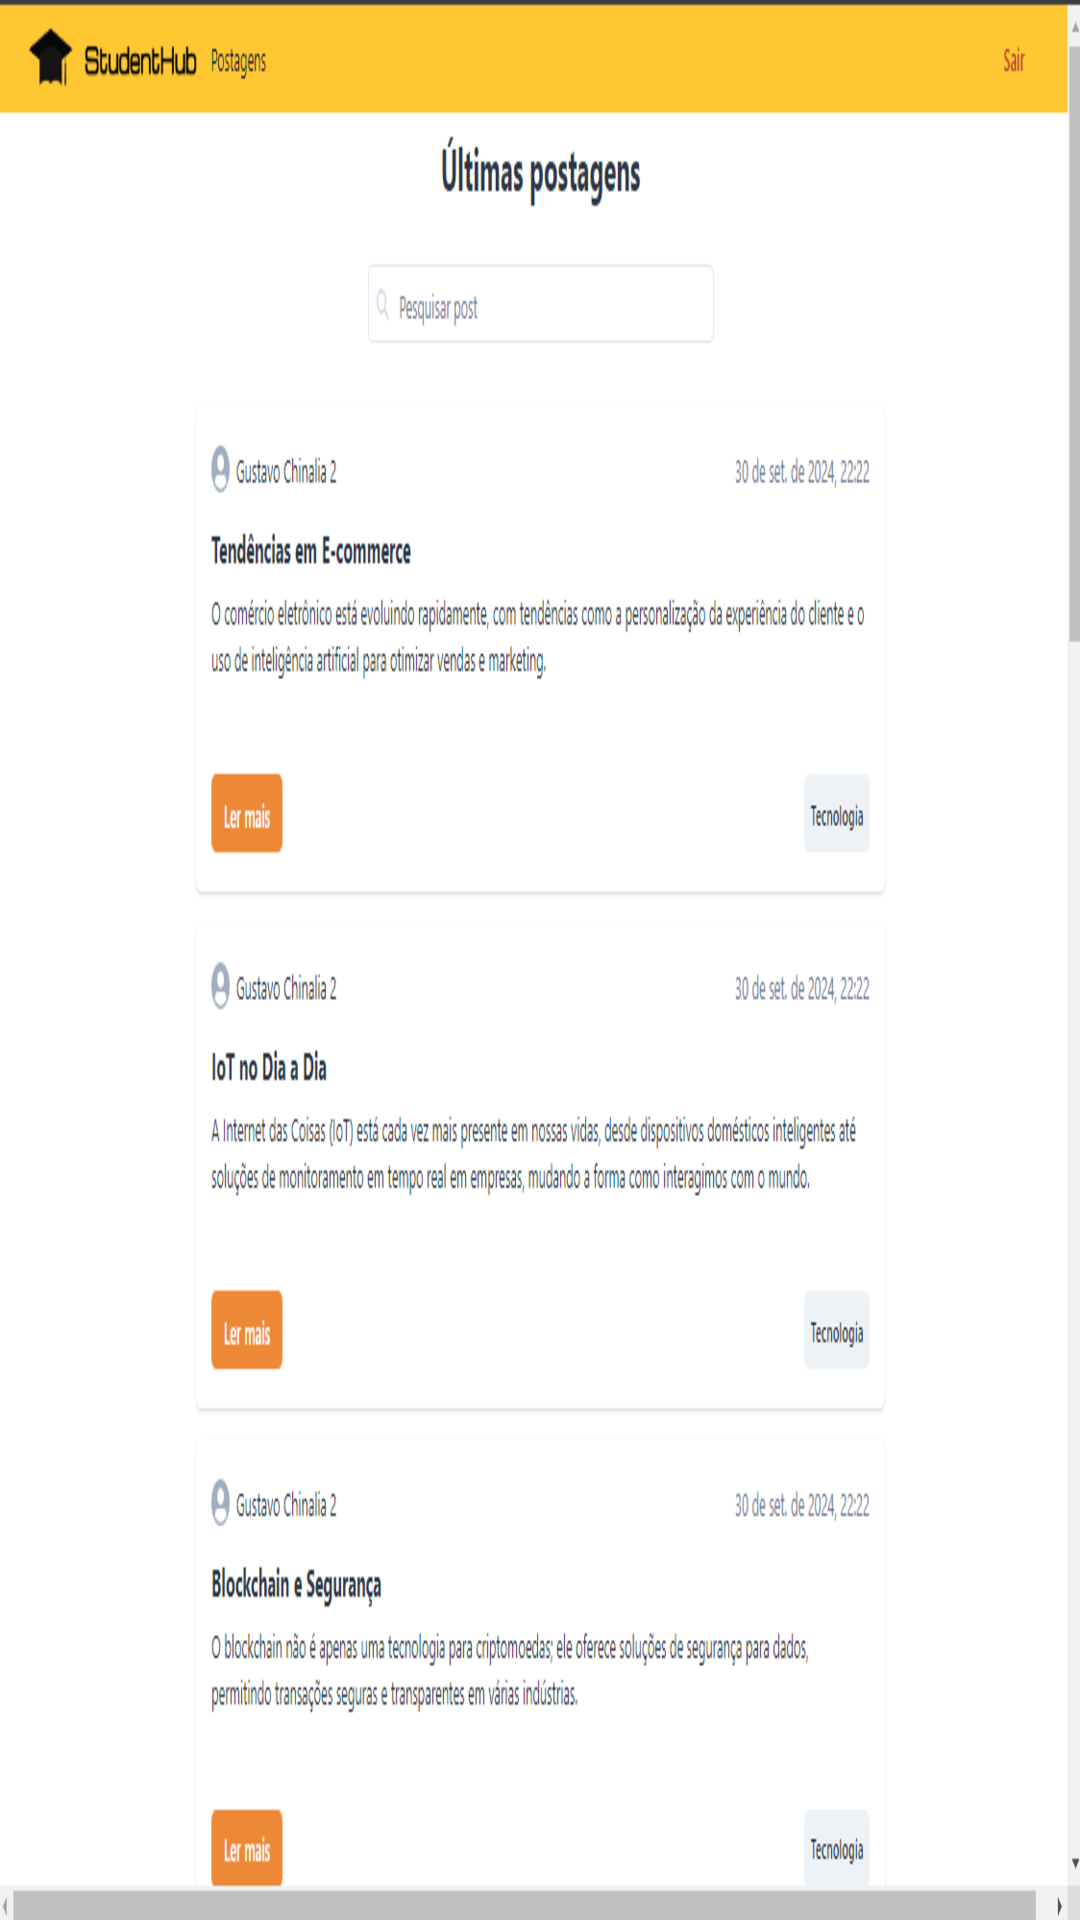 StudentHub Postagens Sair
Últimas postagens
Pesquisar post
Gustavo Chinalia 2 30 de set. de 2024, 22:22
Tendências em E-commerce
O comércio eletrônico está evoluindo rapidamente, com tendências como a personalização da experiência do cliente e o
uso de inteligência artificial para otimizar vendas e marketing.
Ler mais Tecnologia
Gustavo Chinalia 2 30 de set. de 2024, 22:22
IoT no Dia a Dia
A Internet das Coisas (IoT) está cada vez mais presente em nossas vidas, desde dispositivos domésticos inteligentes até
soluções de monitoramento em tempo real em empresas, mudando a forma como interagimos com o mundo.
Ler mais Tecnologia
Gustavo Chinalia 2 30 de set. de 2024, 22:22
Blockchain e Segurança
O blockchain não é apenas uma tecnologia para criptomoedas; ele oferece soluções de segurança para dados,
permitindo transações seguras e transparentes em várias indústrias.
Ler mais Tecnologia